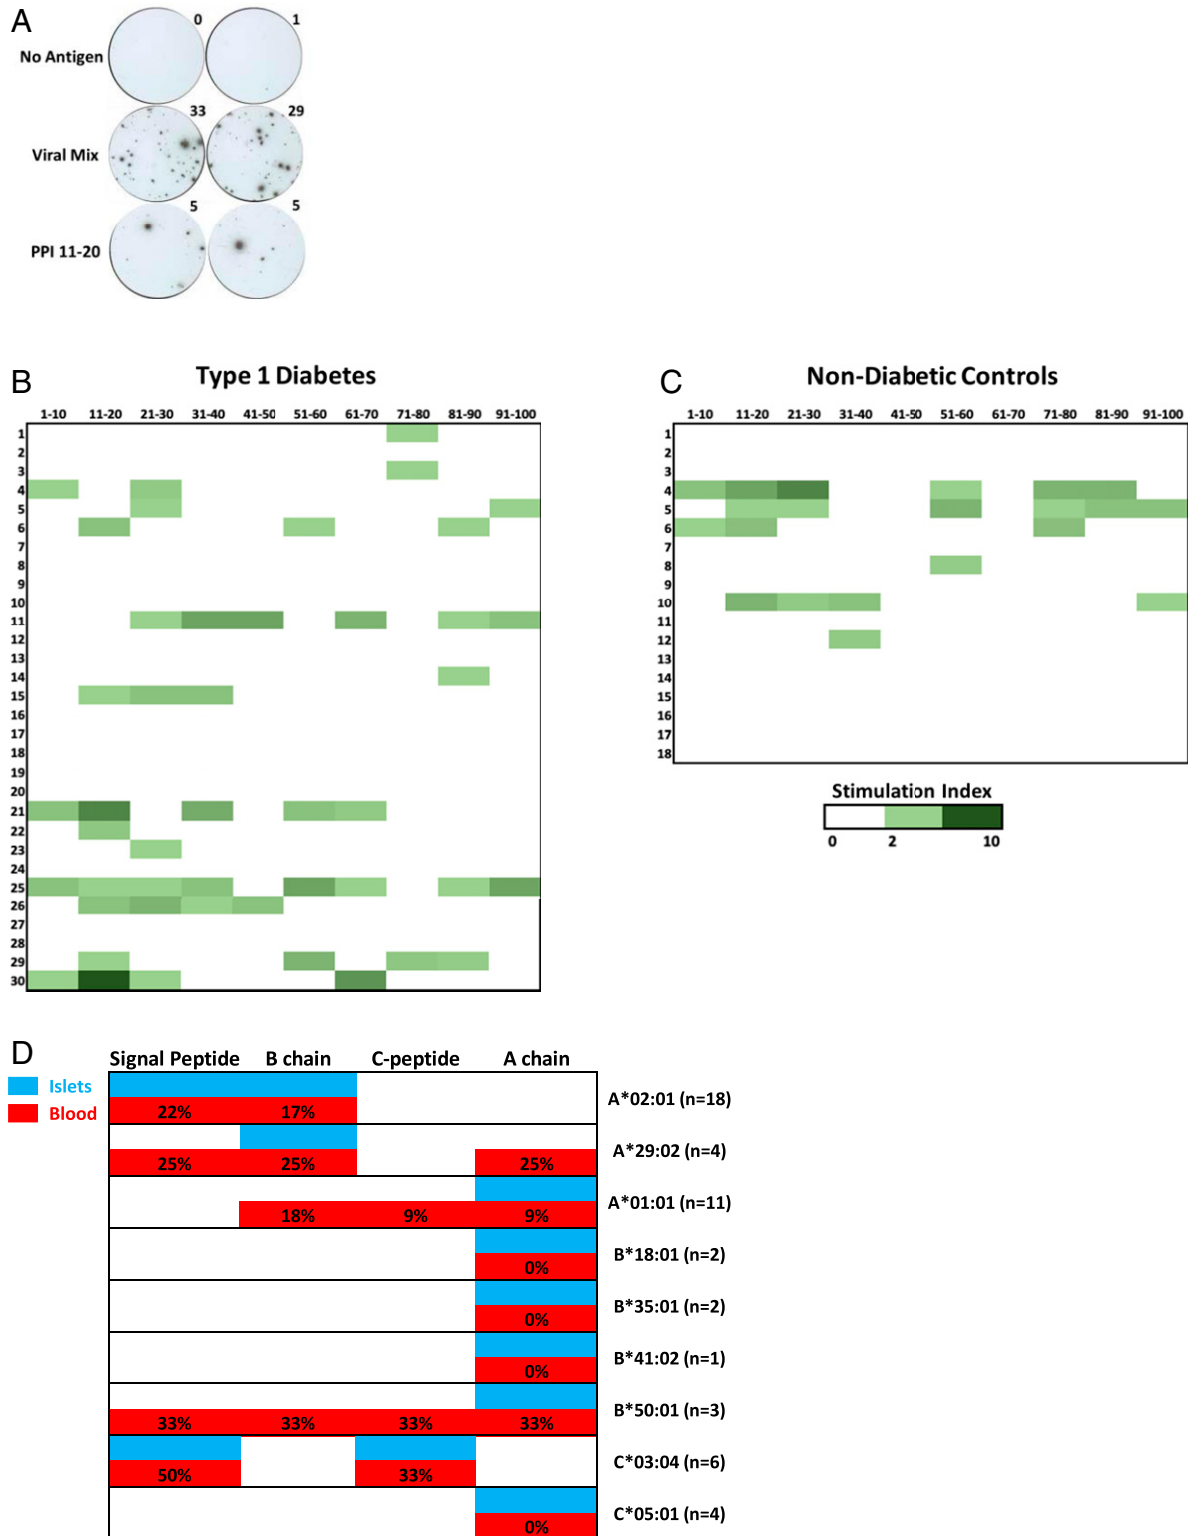 A
0 1
No Antigen
33 29
Viral Mix
5 5
PPI 11-20
B
Type 1 Diabetes
1-10 11-20 21-30 31-40 41-50 51-60 61-70 71-80 81-90 91-100
1
2
3
4
5
6
7
8
9
10
11
12
13
14
15
16
17
18
19
20
21
22
23
24
25
26
27
28
29
30
C
Non-Diabetic Controls
1-10 11-20 21-30 31-40 41-50 51-60 61-70 71-80 81-90 91-100
1
2
3
4
5
6
7
8
9
10
11
12
13
14
15
16
17
18
Stimulation Index
0 2 10
D
Signal Peptide B chain C-peptide A chain
Islets
Blood
22% 17% A*02:01 (n=18)
25% 25% 25% A*29:02 (n=4)
18% 9% 9% A*01:01 (n=11)
0% B*18:01 (n=2)
0% B*35:01 (n=2)
0% B*41:02 (n=1)
33% 33% 33% 33% B*50:01 (n=3)
50% 33% C*03:04 (n=6)
0% C*05:01 (n=4)